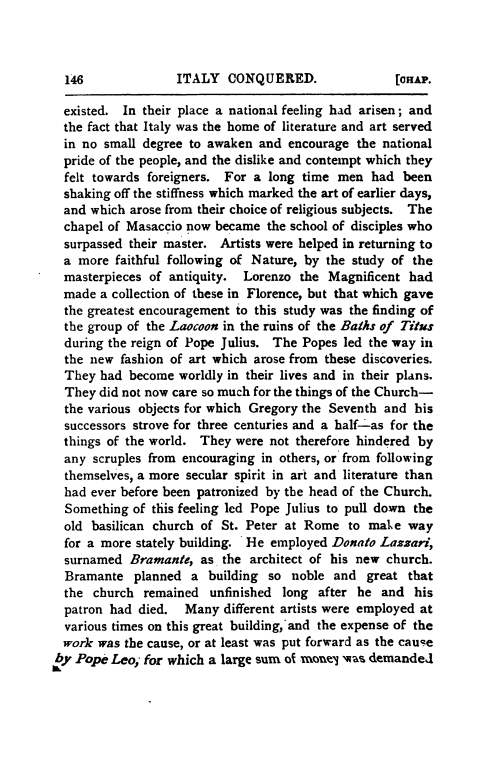 146 ITALY CONQUERED. [CHAP.
existed. In their place a national feeling had arisen; and
the fact that Italy was the home of literature and art served
in no small degree to awaken and encourage the national
pride of the people, and the dislike and contempt which they
felt towards foreigners. For a long time men had been
shaking off the stiffness which marked the art of earlier days,
and which arose from their choice of religious subjects. The
chapel of Masaccio now became the school of disciples who
surpassed their master. Artists were helped in returning to
a more faithful following of Nature, by the study of the
masterpieces of antiquity. Lorenzo the Magnificent had
made a collection of these in Florence, but that which gave
the greatest encouragement to this study was the finding of
the group of the Laocoon in the ruins of the Baths of Titus
during the reign of Pope Julius. The Popes led the way in
the new fashion of art which arose from these discoveries.
They had become worldly in their lives and in their plans.
They did not now care so much for the things of the Church—
the various objects for which Gregory the Seventh and his
successors strove for three centuries and a half—as for the
things of the world. They were not therefore hindered by
any scruples from encouraging in others, or from following
themselves, a more secular spirit in art and literature than
had ever before been patronized by the head of the Church.
Something of this feeling led Pope Julius to pull down the
old basilican church of St. Peter at Rome to make way
for a more stately building. He employed Donato Lazzari,
surnamed Bramante, as the architect of his new church.
Bramante planned a building so noble and great that
the church remained unfinished long after he and his
patron had died. Many different artists were employed at
various times on this great building, and the expense of the
work was the cause, or at least was put forward as the cause
by Pope Leo, for which a large sum of money was demanded